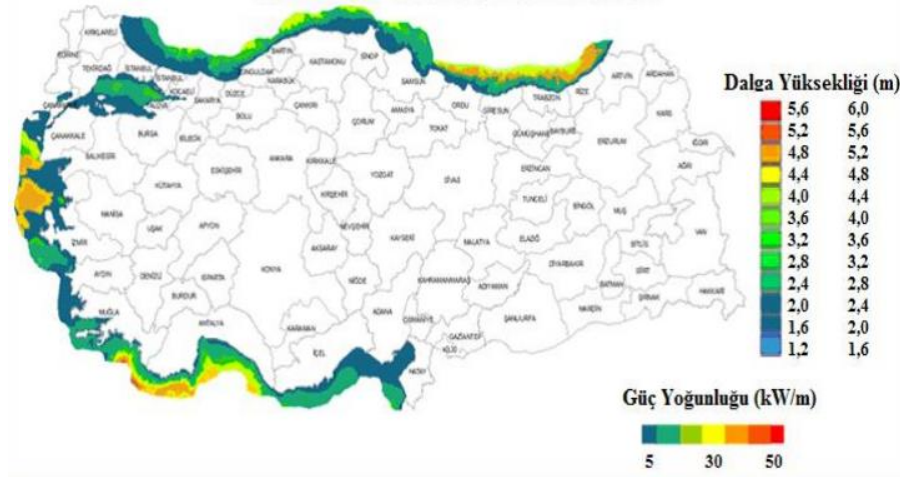 KIRKLARELİ
EDİRNE
TEKİRDAĞ
İSTANBUL
İSTANBUL
KOCAELİ
YALOVA
SAKARYA
DÜZCE
ZONGULDAK
BARTIN
KARABÜK
KASTAMONU
SİNOP
SAMSUN
ORDU
GİRESUN
TRABZON
RİZE
ARTVİN
ARDAHAN
KARS
IĞDIR
AĞRI
ÇANAKKALE
ÇANAKKALE
BALIKESİR
BURSA
BİLECİK
BOLU
ÇANKIRI
ÇORUM
AMASYA
TOKAT
GÜMÜŞHANE
BAYBURT
ERZURUM
ERZİNCAN
KÜTAHYA
ESKİŞEHİR
ANKARA
KIRIKKALE
YOZGAT
SİVAS
TUNCELİ
BİNGÖL
MUŞ
VAN
MANİSA
İZMİR
UŞAK
AFYON
KIRŞEHİR
NEVŞEHİR
KAYSERİ
AKSARAY
MALATYA
ELAZIĞ
DİYARBAKIR
BİTLİS
SİİRT
BATMAN
ŞIRNAK
HAKKARİ
AYDIN
DENİZLİ
ISPARTA
BURDUR
KONYA
NİĞDE
KAHRAMANMARAŞ
ADIYAMAN
MARDİN
ŞANLIURFA
MUĞLA
ANTALYA
KARAMAN
İÇEL
ADANA
OSMANİYE
GAZİANTEP
KİLİS
HATAY
Dalga Yüksekliği (m)
5,6 6,0
5,2 5,6
4,8 5,2
4,4 4,8
4,0 4,4
3,6 4,0
3,2 3,6
2,8 3,2
2,4 2,8
2,0 2,4
1,6 2,0
1,2 1,6
Güç Yoğunluğu (kW/m)
5 30 50